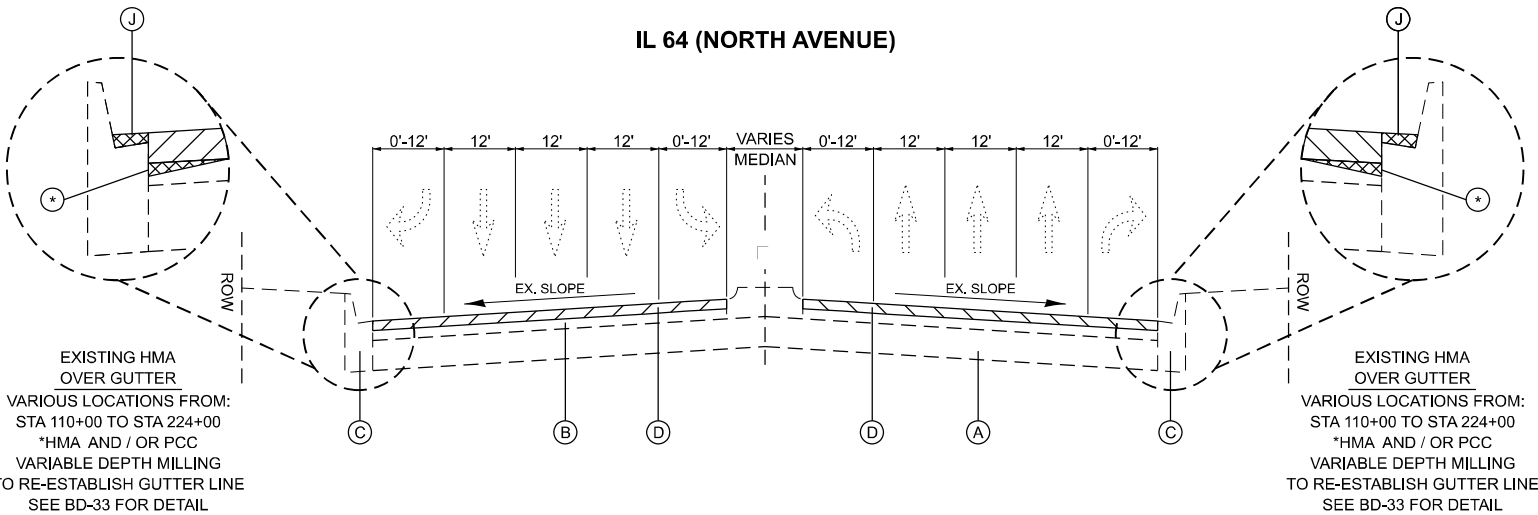 J
J
IL 64 (NORTH AVENUE)
0'-12' 12' 12' 12' 0'-12' VARIES 0'-12' 12' 12' 12' 0'-12'
MEDIAN
*
*
ROW
ROW
EX. SLOPE
EX. SLOPE
EXISTING HMA
OVER GUTTER
VARIOUS LOCATIONS FROM:
STA 110+00 TO STA 224+00
*HMA AND / OR PCC
VARIABLE DEPTH MILLING
TO RE-ESTABLISH GUTTER LINE
SEE BD-33 FOR DETAIL
C
B
D
D
A
C
EXISTING HMA
OVER GUTTER
VARIOUS LOCATIONS FROM:
STA 110+00 TO STA 224+00
*HMA AND / OR PCC
VARIABLE DEPTH MILLING
TO RE-ESTABLISH GUTTER LINE
SEE BD-33 FOR DETAIL